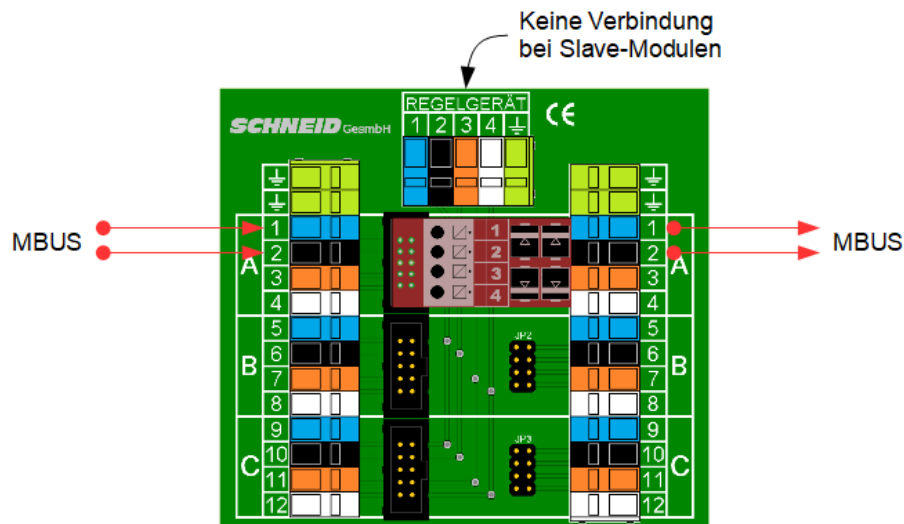 Keine Verbindung
bei Slave-Modulen
REGELGERÄT
1 2 3 4
SCHNEID GesmbH
CE
MBUS
MBUS
A
1
2
3
4
B
5
6
7
8
C
9
10
11
12
1
2
3
4
JP2
JP3
1
2
3
4
A
5
6
7
8
B
9
10
11
12
C